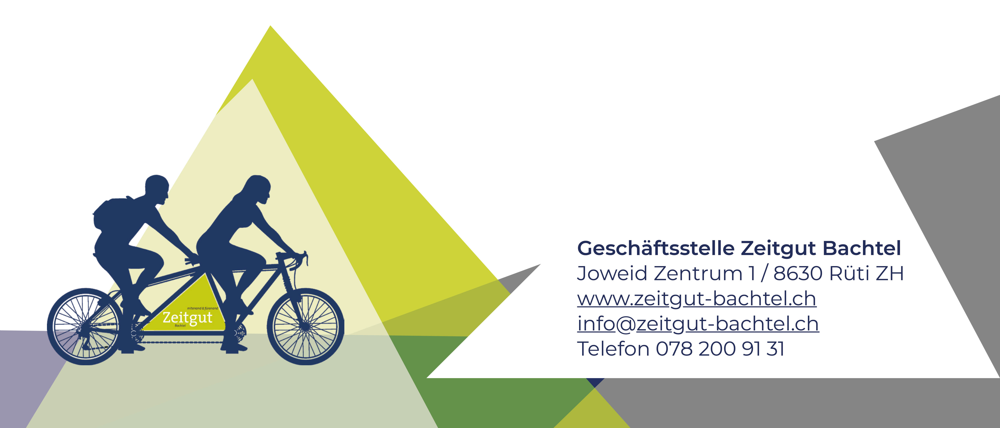 mitenand & fürenand
Zeitgut
Bachtel
Geschäftsstelle Zeitgut Bachtel
Joweid Zentrum 1 / 8630 Rüti ZH
www.zeitgut-bachtel.ch
info@zeitgut-bachtel.ch
Telefon 078 200 91 31